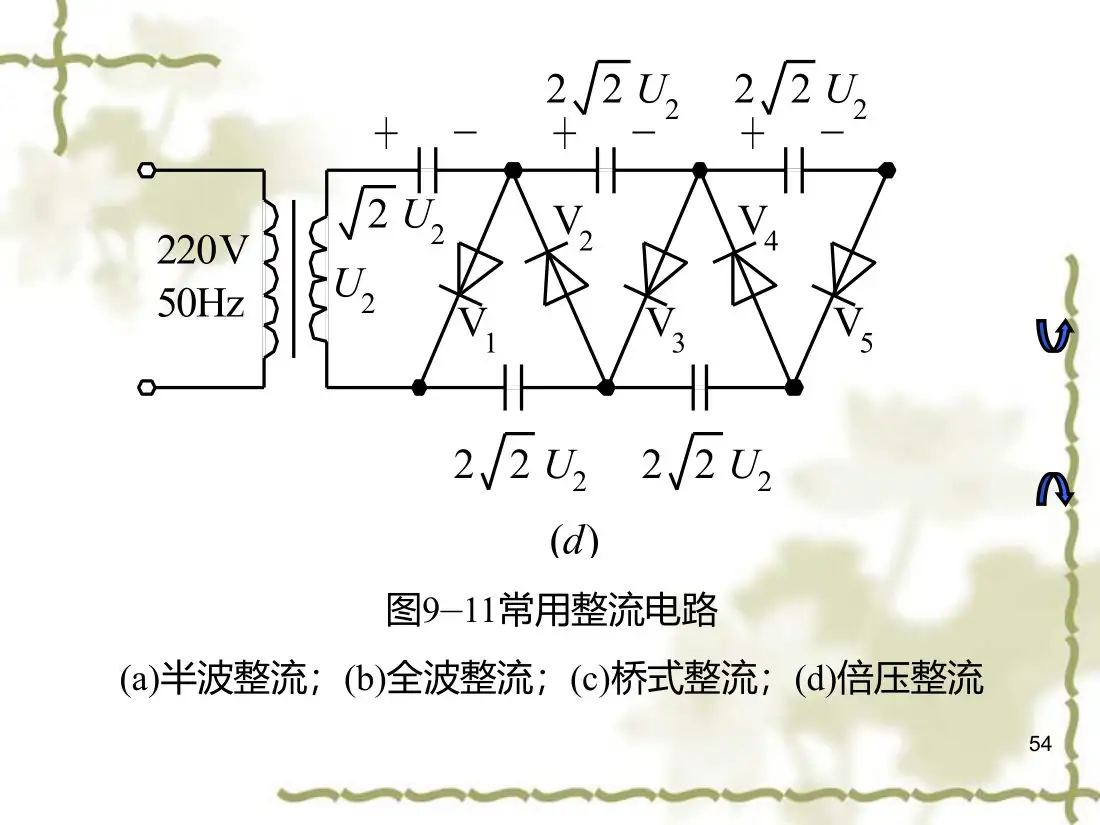 2√2 U2 2√2 U2
+ − + − + −
√2 U2 V2 V4
220V
U2
50Hz
V1 V3 V5
2√2 U2 2√2 U2
(d)
图9–11常用整流电路
(a)半波整流；(b)全波整流；(c)桥式整流；(d)倍压整流
54